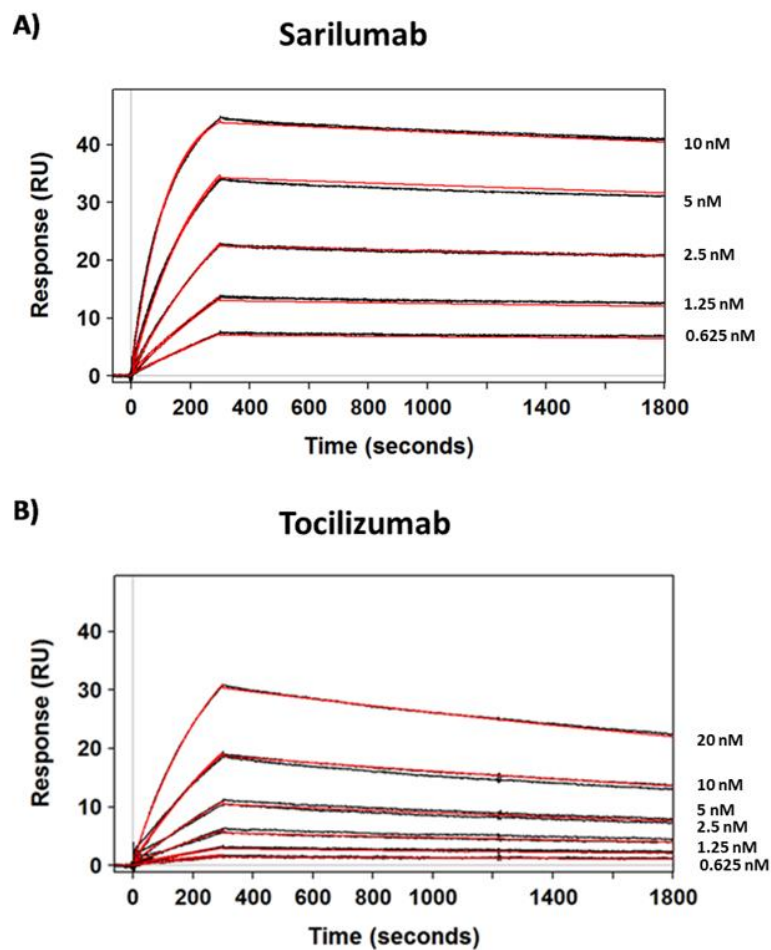 A)
Sarilumab
Response (RU)
40
30
20
10
0
10 nM
5 nM
2.5 nM
1.25 nM
0.625 nM
0 200 400 600 800 1000 1400 1800
Time (seconds)
B)
Tocilizumab
Response (RU)
40
30
20
10
0
20 nM
10 nM
5 nM
2.5 nM
1.25 nM
0.625 nM
0 200 400 600 800 1000 1400 1800
Time (seconds)